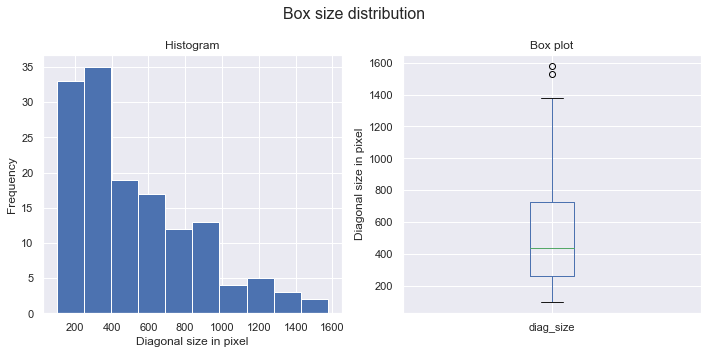 Box size distribution
Histogram
Frequency
35
30
25
20
15
10
5
0
200 400 600 800 1000 1200 1400 1600
Diagonal size in pixel
Box plot
Diagonal size in pixel
1600
1400
1200
1000
800
600
400
200
diag_size